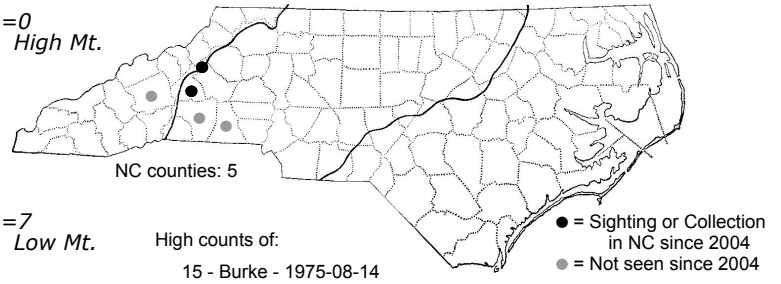 =0
High Mt.
NC counties: 5
=7
Low Mt.
High counts of:
15 - Burke - 1975-08-14
● = Sighting or Collection
in NC since 2004
● = Not seen since 2004